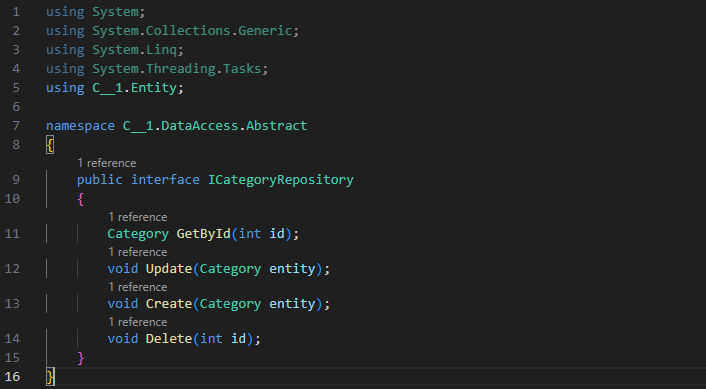 1 using System;
2 using System.Collections.Generic;
3 using System.Linq;
4 using System.Threading.Tasks;
5 using C__1.Entity;
6
7 namespace C__1.DataAccess.Abstract
8 {
1 reference
9 public interface ICategoryRepository
10 {
1 reference
11 Category GetById(int id);
1 reference
12 void Update(Category entity);
1 reference
13 void Create(Category entity);
1 reference
14 void Delete(int id);
15 }
16 }